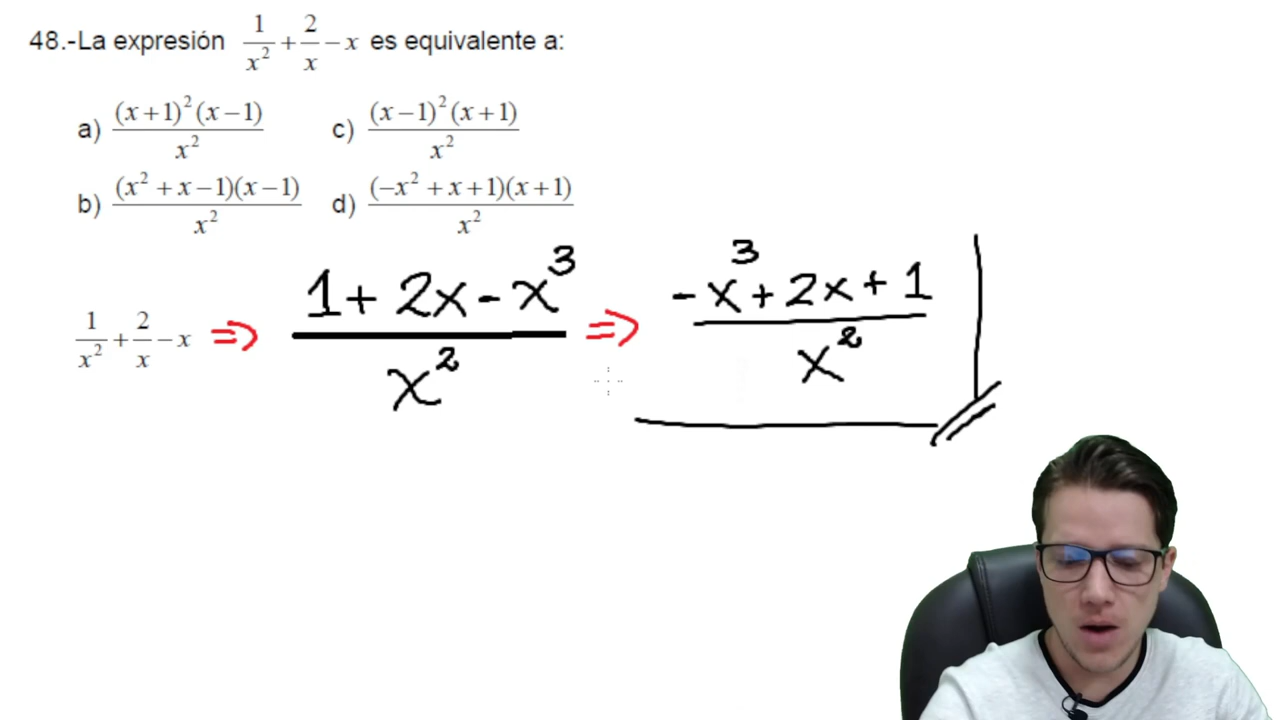 48.-La expresión 1/x² + 2/x − x es equivalente a:
a) (x+1)²(x−1)/x² c) (x−1)²(x+1)/x²
b) (x²+x−1)(x−1)/x² d) (−x²+x+1)(x+1)/x²
1/x² + 2/x − x ⇒ (1+2x−x³)/x² ⇒ (−x³+2x+1)/x²